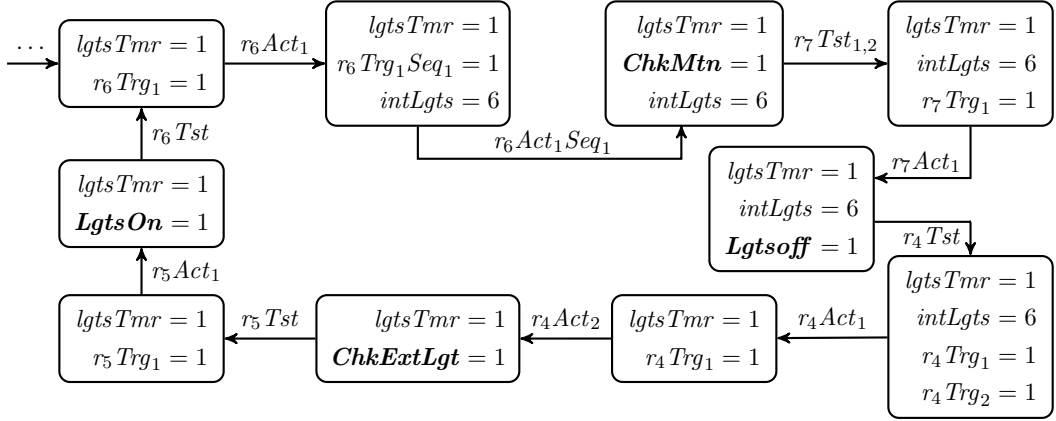 ...
lgtsTmr = 1
r₆Trg₁ = 1
r₆Act₁
lgtsTmr = 1
r₆Trg₁Seq₁ = 1
intLgts = 6
r₆Act₁Seq₁
lgtsTmr = 1
ChkMtn = 1
intLgts = 6
r₇Tst₁,₂
lgtsTmr = 1
intLgts = 6
r₇Trg₁ = 1
r₇Act₁
lgtsTmr = 1
intLgts = 6
Lgtsoff = 1
r₄Tst
lgtsTmr = 1
intLgts = 6
r₄Trg₁ = 1
r₄Trg₂ = 1
r₄Act₁
lgtsTmr = 1
r₄Trg₁ = 1
r₄Act₂
lgtsTmr = 1
ChkExtLgt = 1
r₅Tst
lgtsTmr = 1
r₅Trg₁ = 1
r₅Act₁
lgtsTmr = 1
LgtsOn = 1
r₆Tst